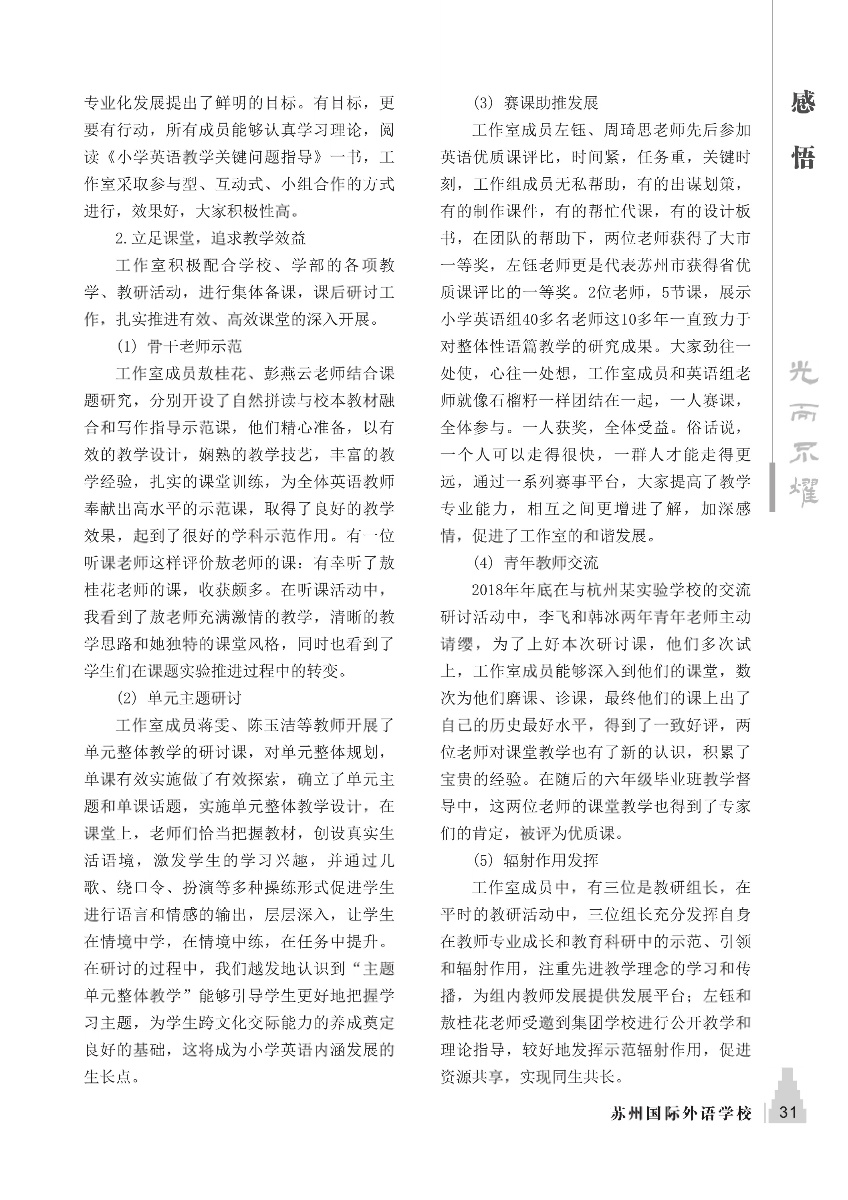 专业化发展提出了鲜明的目标。有目标，更
要有行动，所有成员能够认真学习理论，阅
读《小学英语教学关键问题指导》一书，工
作室采取参与型、互动式、小组合作的方式
进行，效果好，大家积极性高。
2.立足课堂，追求教学效益
工作室积极配合学校、学部的各项教
学、教研活动，进行集体备课，课后研讨工
作，扎实推进有效、高效课堂的深入开展。
(1) 骨干老师示范
工作室成员敖桂花、彭燕云老师结合课
题研究，分别开设了自然拼读与校本教材融
合和写作指导示范课，他们精心准备，以有
效的教学设计，娴熟的教学技艺，丰富的教
学经验，扎实的课堂训练，为全体英语教师
奉献出高水平的示范课，取得了良好的教学
效果，起到了很好的学科示范作用。有一位
听课老师这样评价敖老师的课：有幸听了敖
桂花老师的课，收获颇多。在听课活动中，
我看到了敖老师充满激情的教学，清晰的教
学思路和她独特的课堂风格，同时也看到了
学生们在课题实验推进过程中的转变。
(2) 单元主题研讨
工作室成员蒋雯、陈玉洁等教师开展了
单元整体教学的研讨课，对单元整体规划，
单课有效实施做了有效探索，确立了单元主
题和单课话题，实施单元整体教学设计，在
课堂上，老师们恰当把握教材，创设真实生
活语境，激发学生的学习兴趣，并通过儿
歌、绕口令、扮演等多种操练形式促进学生
进行语言和情感的输出，层层深入，让学生
在情境中学，在情境中练，在任务中提升。
在研讨的过程中，我们越发地认识到“主题
单元整体教学”能够引导学生更好地把握学
习主题，为学生跨文化交际能力的养成奠定
良好的基础，这将成为小学英语内涵发展的
生长点。
(3) 赛课助推发展
工作室成员左钰、周琦思老师先后参加
英语优质课评比，时间紧，任务重，关键时
刻，工作组成员无私帮助，有的出谋划策，
有的制作课件，有的帮忙代课，有的设计板
书，在团队的帮助下，两位老师获得了大市
一等奖，左钰老师更是代表苏州市获得省优
质课评比的一等奖。2位老师，5节课，展示
小学英语组40多名老师这10多年一直致力于
对整体性语篇教学的研究成果。大家劲往一
处使，心往一处想，工作室成员和英语组老
师就像石榴籽一样团结在一起，一人赛课，
全体参与。一人获奖，全体受益。俗话说，
一个人可以走得很快，一群人才能走得更
远，通过一系列赛事平台，大家提高了教学
专业能力，相互之间更增进了解，加深感
情，促进了工作室的和谐发展。
(4) 青年教师交流
2018年年底在与杭州某实验学校的交流
研讨活动中，李飞和韩冰两年青年老师主动
请缨，为了上好本次研讨课，他们多次试
上，工作室成员能够深入到他们的课堂，数
次为他们磨课、诊课，最终他们的课上出了
自己的历史最好水平，得到了一致好评，两
位老师对课堂教学也有了新的认识，积累了
宝贵的经验。在随后的六年级毕业班教学督
导中，这两位老师的课堂教学也得到了专家
们的肯定，被评为优质课。
(5) 辐射作用发挥
工作室成员中，有三位是教研组长，在
平时的教研活动中，三位组长充分发挥自身
在教师专业成长和教育科研中的示范、引领
和辐射作用，注重先进教学理念的学习和传
播，为组内教师发展提供发展平台；左钰和
敖桂花老师受邀到集团学校进行公开教学和
理论指导，较好地发挥示范辐射作用，促进
资源共享，实现同生共长。
感悟
光而不耀
苏州国际外语学校 31